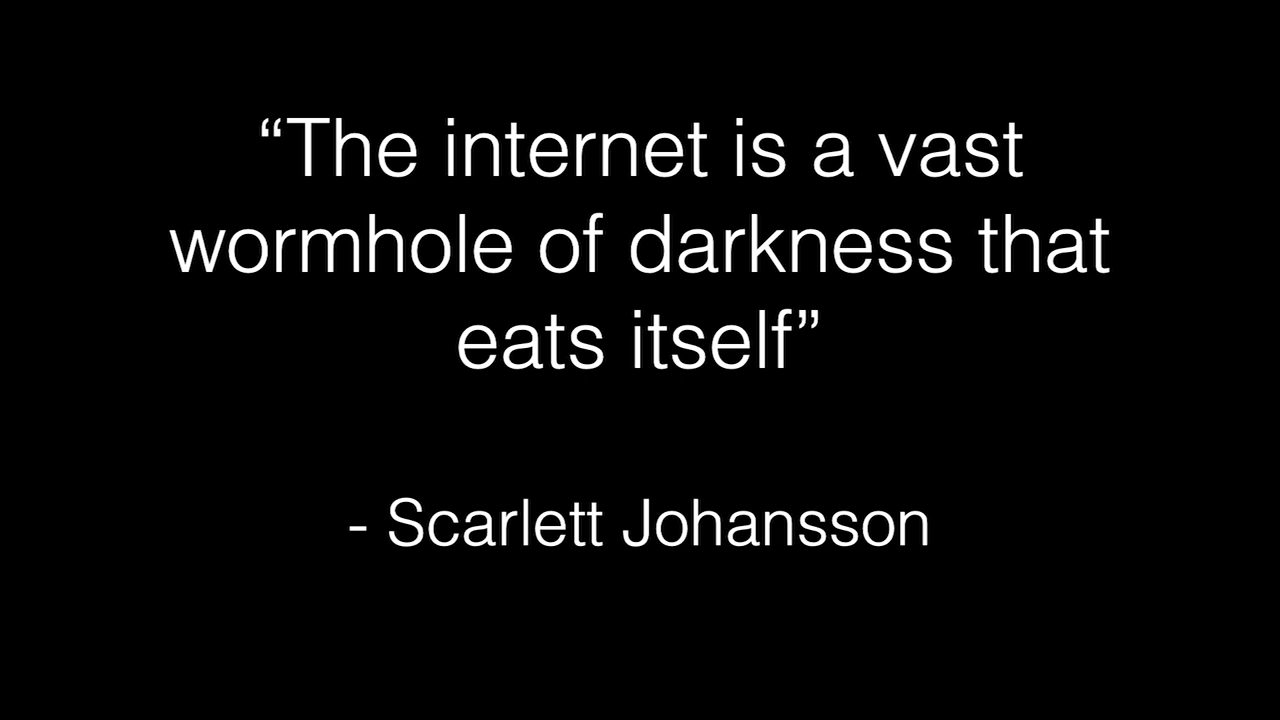 “The internet is a vast
wormhole of darkness that
eats itself”
- Scarlett Johansson